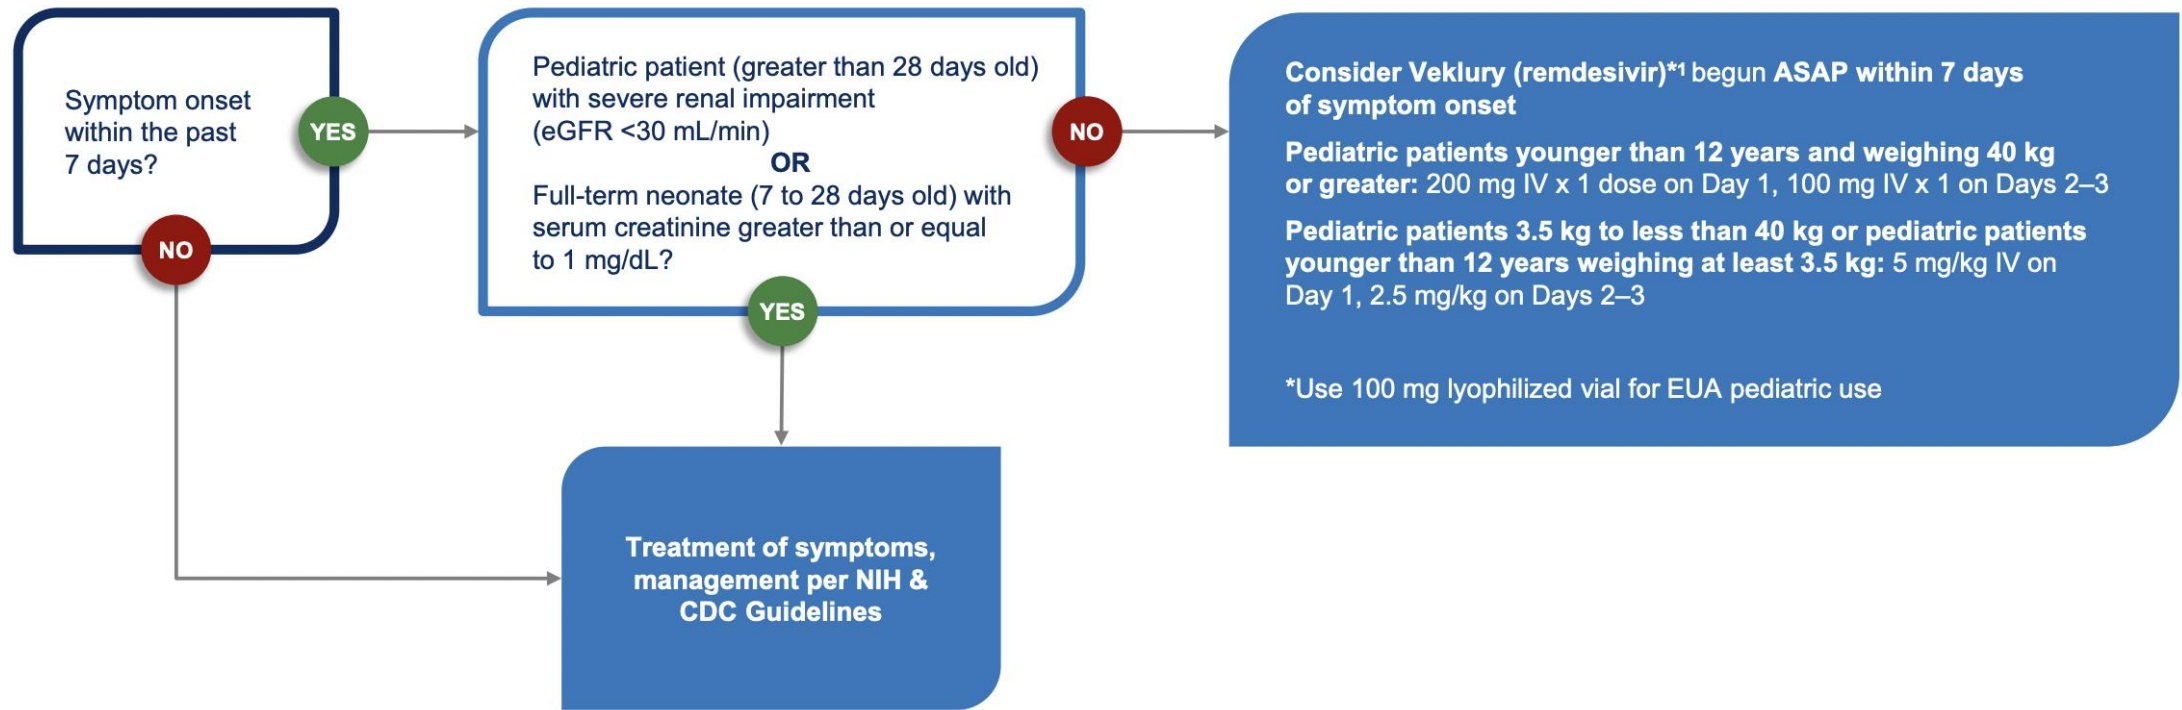 Symptom onset
within the past
7 days?
YES
NO
Pediatric patient (greater than 28 days old)
with severe renal impairment
(eGFR <30 mL/min)
OR
Full-term neonate (7 to 28 days old) with
serum creatinine greater than or equal
to 1 mg/dL?
NO
YES
Consider Veklury (remdesivir)*¹ begun ASAP within 7 days
of symptom onset
Pediatric patients younger than 12 years and weighing 40 kg
or greater: 200 mg IV x 1 dose on Day 1, 100 mg IV x 1 on Days 2–3
Pediatric patients 3.5 kg to less than 40 kg or pediatric patients
younger than 12 years weighing at least 3.5 kg: 5 mg/kg IV on
Day 1, 2.5 mg/kg on Days 2–3
*Use 100 mg lyophilized vial for EUA pediatric use
Treatment of symptoms,
management per NIH &
CDC Guidelines